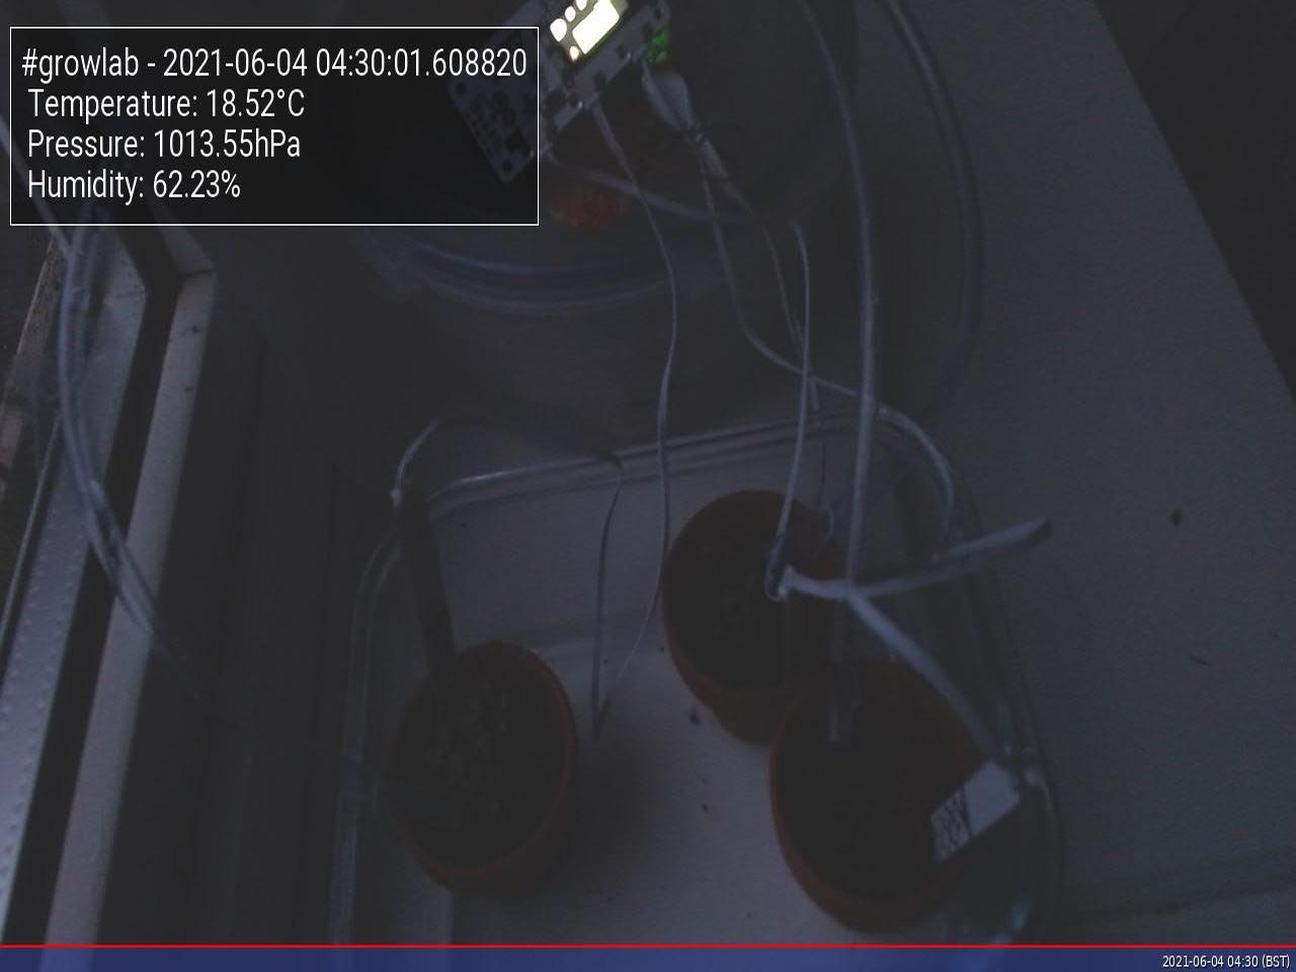 #growlab - 2021-06-04 04:30:01.608820
Temperature: 18.52°C
Pressure: 1013.55hPa
Humidity: 62.23%
2021-06-04 04:30 (BST)